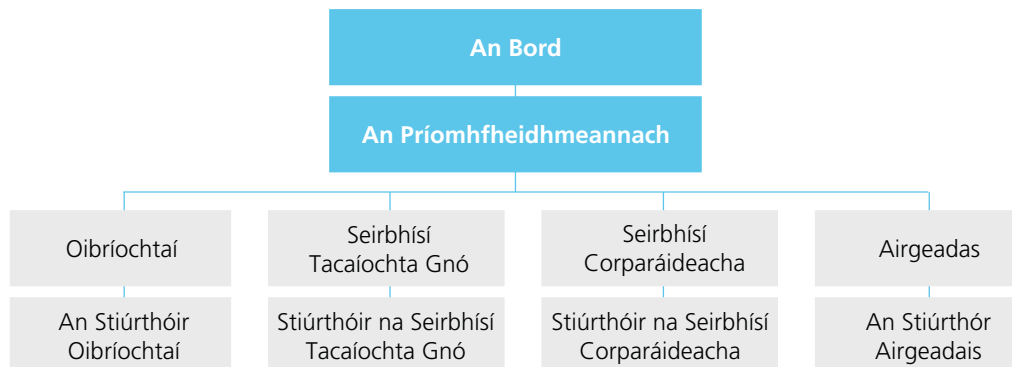 An Bord
An Príomhfheidhmeannach
Oibríochtaí
Seirbhísí
Tacaíochta Gnó
Seirbhísí
Corparáideacha
Airgeadas
An Stiúrthóir
Oibríochtaí
Stiúrthóir na Seirbhísí
Tacaíochta Gnó
Stiúrthóir na Seirbhísí
Corparáideacha
An Stiúrthór
Airgeadais